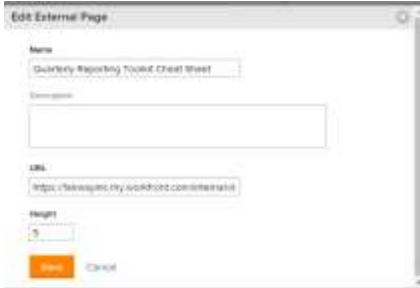 Edit External Page
Name
Quarterly Reporting Toolkit Cheat Sheet
Description
URL
Height
5
Save Cancel